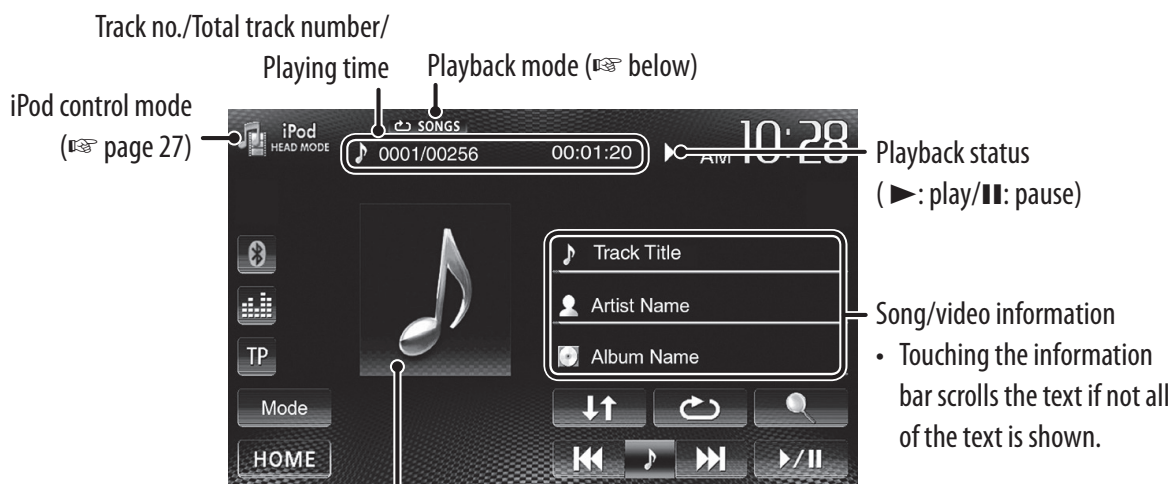 Track no./Total track number/
Playing time
Playback mode (☞ below)
iPod control mode
(☞ page 27)
iPod
HEAD MODE
SONGS
0001/00256 00:01:20
AM 10:28
Playback status
( ►: play/II: pause)
Track Title
Artist Name
Album Name
Song/video information
• Touching the information
bar scrolls the text if not all
of the text is shown.
TP
Mode
HOME